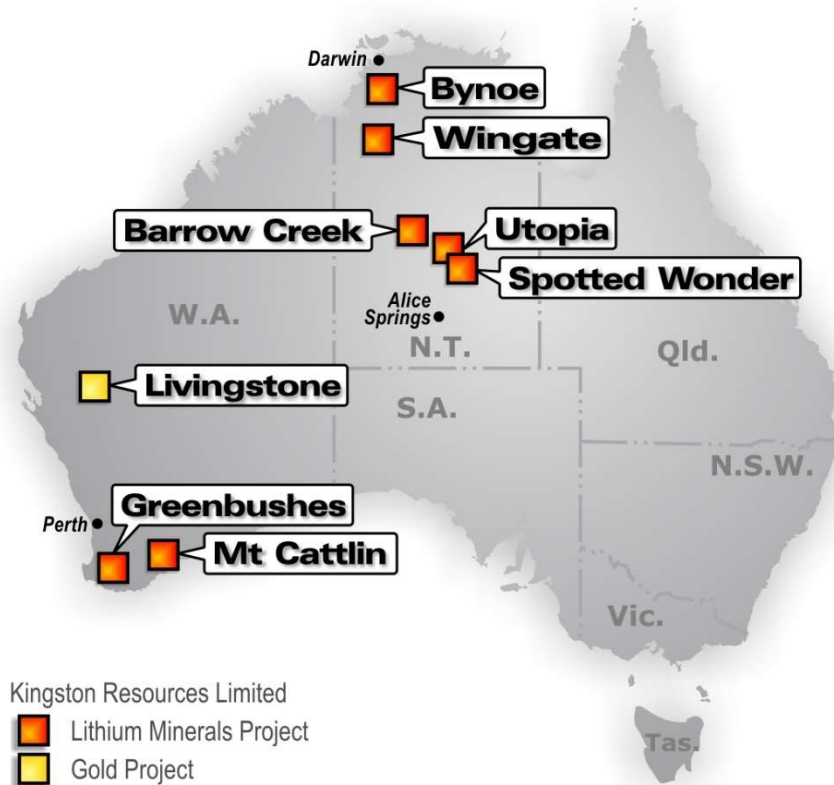 Darwin
Bynoe
Wingate
Barrow Creek
Utopia
Spotted Wonder
Alice
Springs
W.A.
N.T.
Qld.
Livingstone
S.A.
N.S.W.
Greenbushes
Perth
Mt Cattlin
Vic.
Tas.
Kingston Resources Limited
Lithium Minerals Project
Gold Project